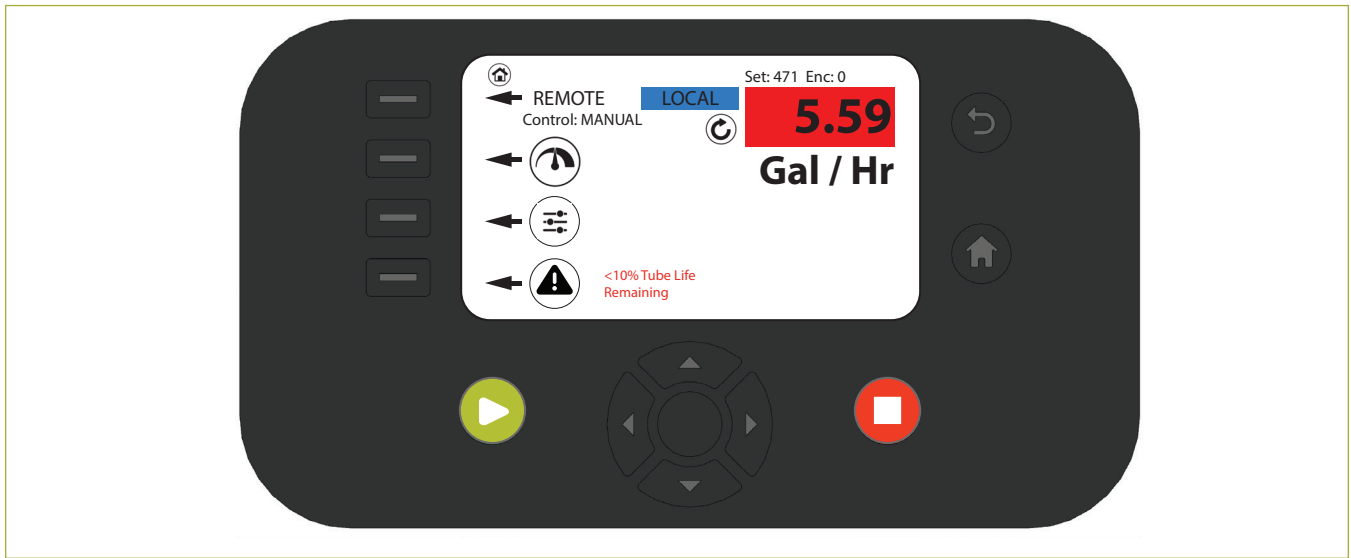 Set: 471 Enc: 0
REMOTE LOCAL 5.59
Control: MANUAL
Gal / Hr
<10% Tube Life
Remaining